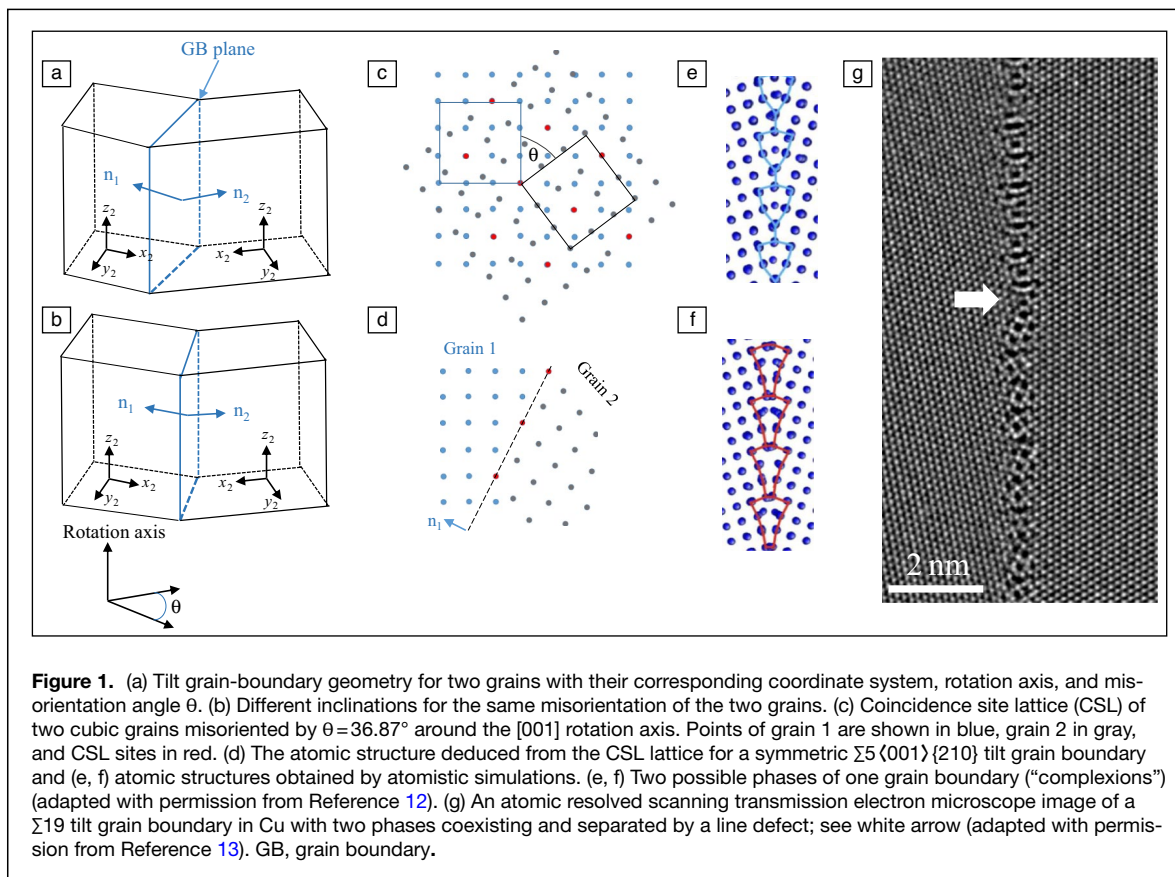 GB plane
a
n1
n2
z2
x2
y2
z2
x2
y2
b
n1
n2
z2
x2
y2
z2
x2
y2
Rotation axis
θ
c
θ
d
Grain 1
Grain 2
n1
e
f
g
2 nm
Figure 1. (a) Tilt grain-boundary geometry for two grains with their corresponding coordinate system, rotation axis, and mis-
orientation angle θ. (b) Different inclinations for the same misorientation of the two grains. (c) Coincidence site lattice (CSL) of
two cubic grains misoriented by θ = 36.87° around the [001] rotation axis. Points of grain 1 are shown in blue, grain 2 in gray,
and CSL sites in red. (d) The atomic structure deduced from the CSL lattice for a symmetric Σ5⟨001⟩{210} tilt grain boundary
and (e, f) atomic structures obtained by atomistic simulations. (e, f) Two possible phases of one grain boundary (“complexions”)
(adapted with permission from Reference 12). (g) An atomic resolved scanning transmission electron microscope image of a
Σ19 tilt grain boundary in Cu with two phases coexisting and separated by a line defect; see white arrow (adapted with permis-
sion from Reference 13). GB, grain boundary.